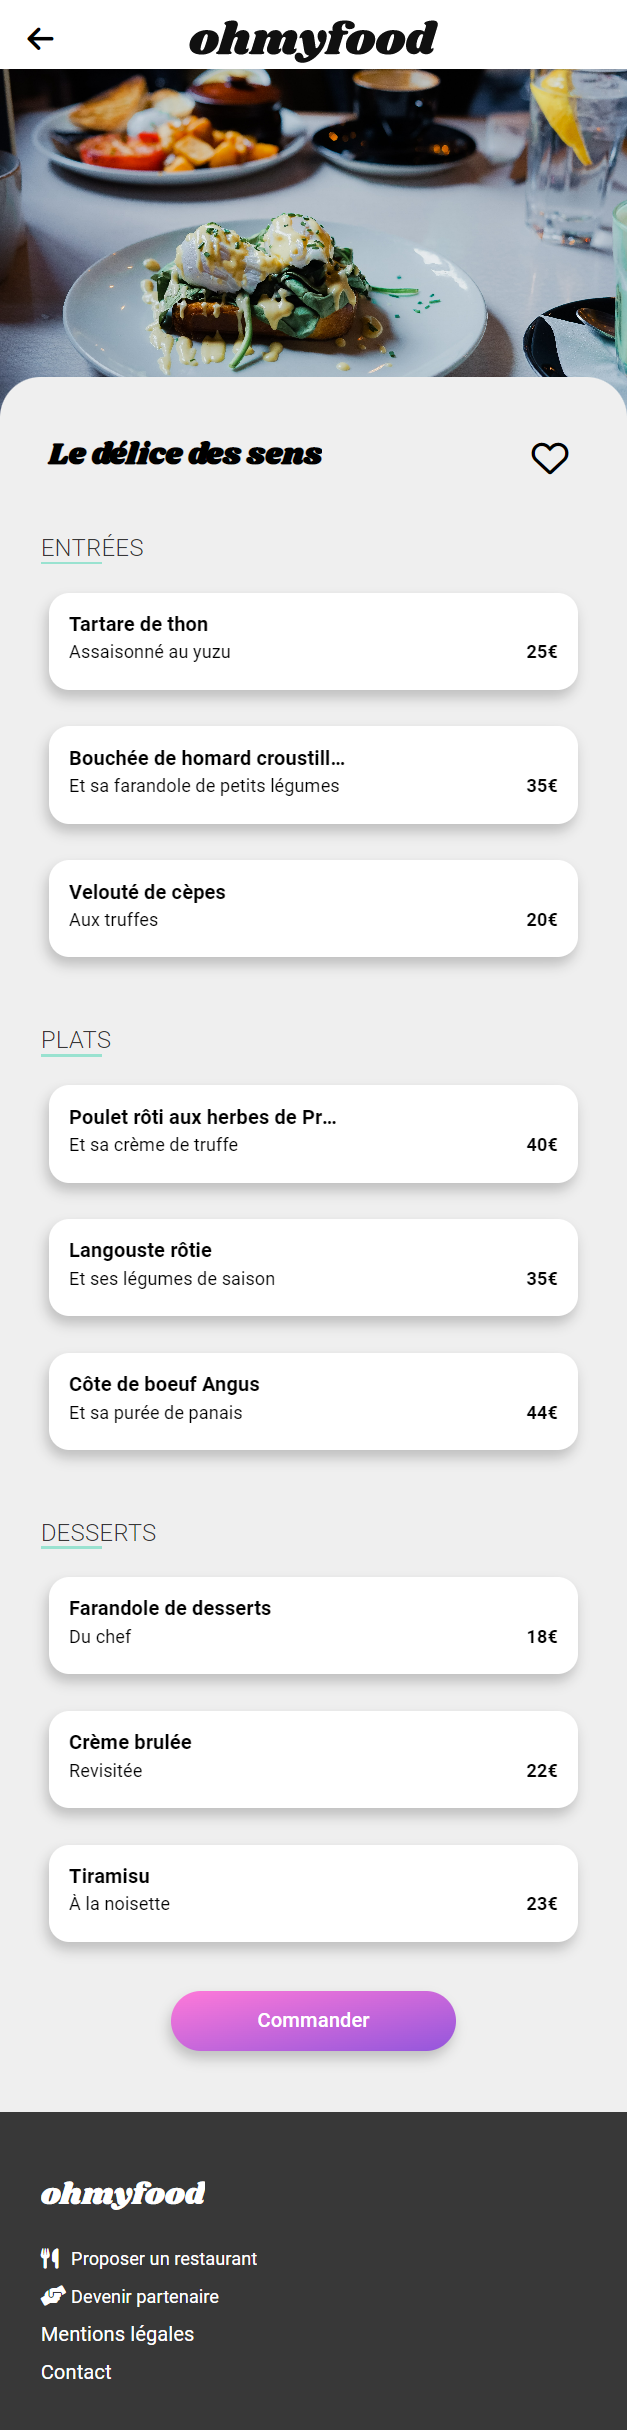 ohmyfood
Le délice des sens
ENTRÉES
Tartare de thon
Assaisonné au yuzu 25€
Bouchée de homard croustill...
Et sa farandole de petits légumes 35€
Velouté de cèpes
Aux truffes 20€
PLATS
Poulet rôti aux herbes de Pr...
Et sa crème de truffe 40€
Langouste rôtie
Et ses légumes de saison 35€
Côte de boeuf Angus
Et sa purée de panais 44€
DESSERTS
Farandole de desserts
Du chef 18€
Crème brulée
Revisitée 22€
Tiramisu
À la noisette 23€
Commander
ohmyfood
Proposer un restaurant
Devenir partenaire
Mentions légales
Contact